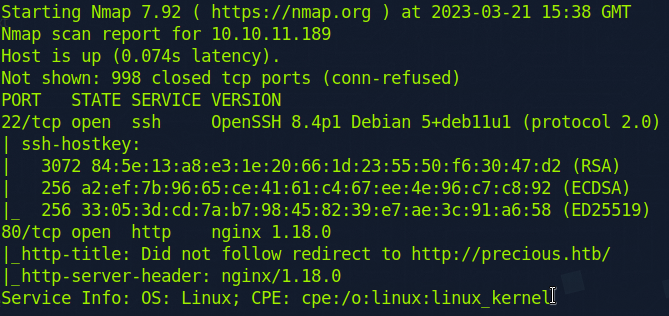 Starting Nmap 7.92 ( https://nmap.org ) at 2023-03-21 15:38 GMT
Nmap scan report for 10.10.11.189
Host is up (0.074s latency).
Not shown: 998 closed tcp ports (conn-refused)
PORT   STATE SERVICE VERSION
22/tcp open  ssh     OpenSSH 8.4p1 Debian 5+deb11u1 (protocol 2.0)
| ssh-hostkey:
|   3072 84:5e:13:a8:e3:1e:20:66:1d:23:55:50:f6:30:47:d2 (RSA)
|   256 a2:ef:7b:96:65:ce:41:61:c4:67:ee:4e:96:c7:c8:92 (ECDSA)
|_  256 33:05:3d:cd:7a:b7:98:45:82:39:e7:ae:3c:91:a6:58 (ED25519)
80/tcp open  http    nginx 1.18.0
|_http-title: Did not follow redirect to http://precious.htb/
|_http-server-header: nginx/1.18.0
Service Info: OS: Linux; CPE: cpe:/o:linux:linux_kernel